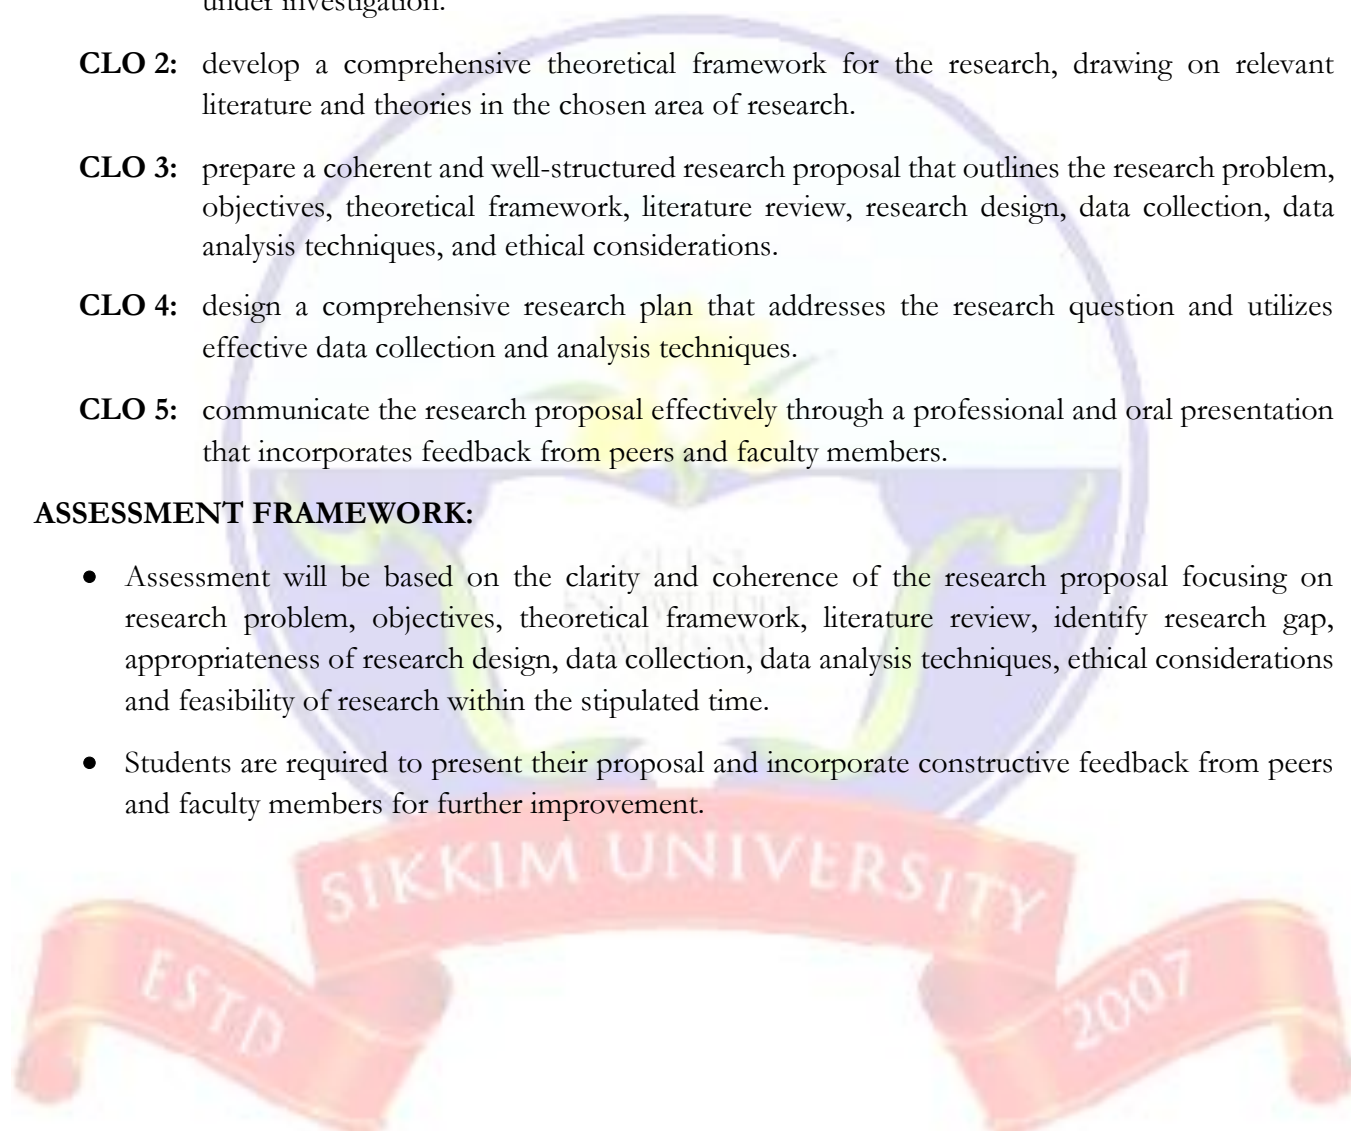 under investigation.
CLO 2: develop a comprehensive theoretical framework for the research, drawing on relevant
literature and theories in the chosen area of research.
CLO 3: prepare a coherent and well-structured research proposal that outlines the research problem,
objectives, theoretical framework, literature review, research design, data collection, data
analysis techniques, and ethical considerations.
CLO 4: design a comprehensive research plan that addresses the research question and utilizes
effective data collection and analysis techniques.
CLO 5: communicate the research proposal effectively through a professional and oral presentation
that incorporates feedback from peers and faculty members.
ASSESSMENT FRAMEWORK:
• Assessment will be based on the clarity and coherence of the research proposal focusing on
research problem, objectives, theoretical framework, literature review, identify research gap,
appropriateness of research design, data collection, data analysis techniques, ethical considerations
and feasibility of research within the stipulated time.
• Students are required to present their proposal and incorporate constructive feedback from peers
and faculty members for further improvement.
SIKKIM UNIVERSITY
ESTD
2007